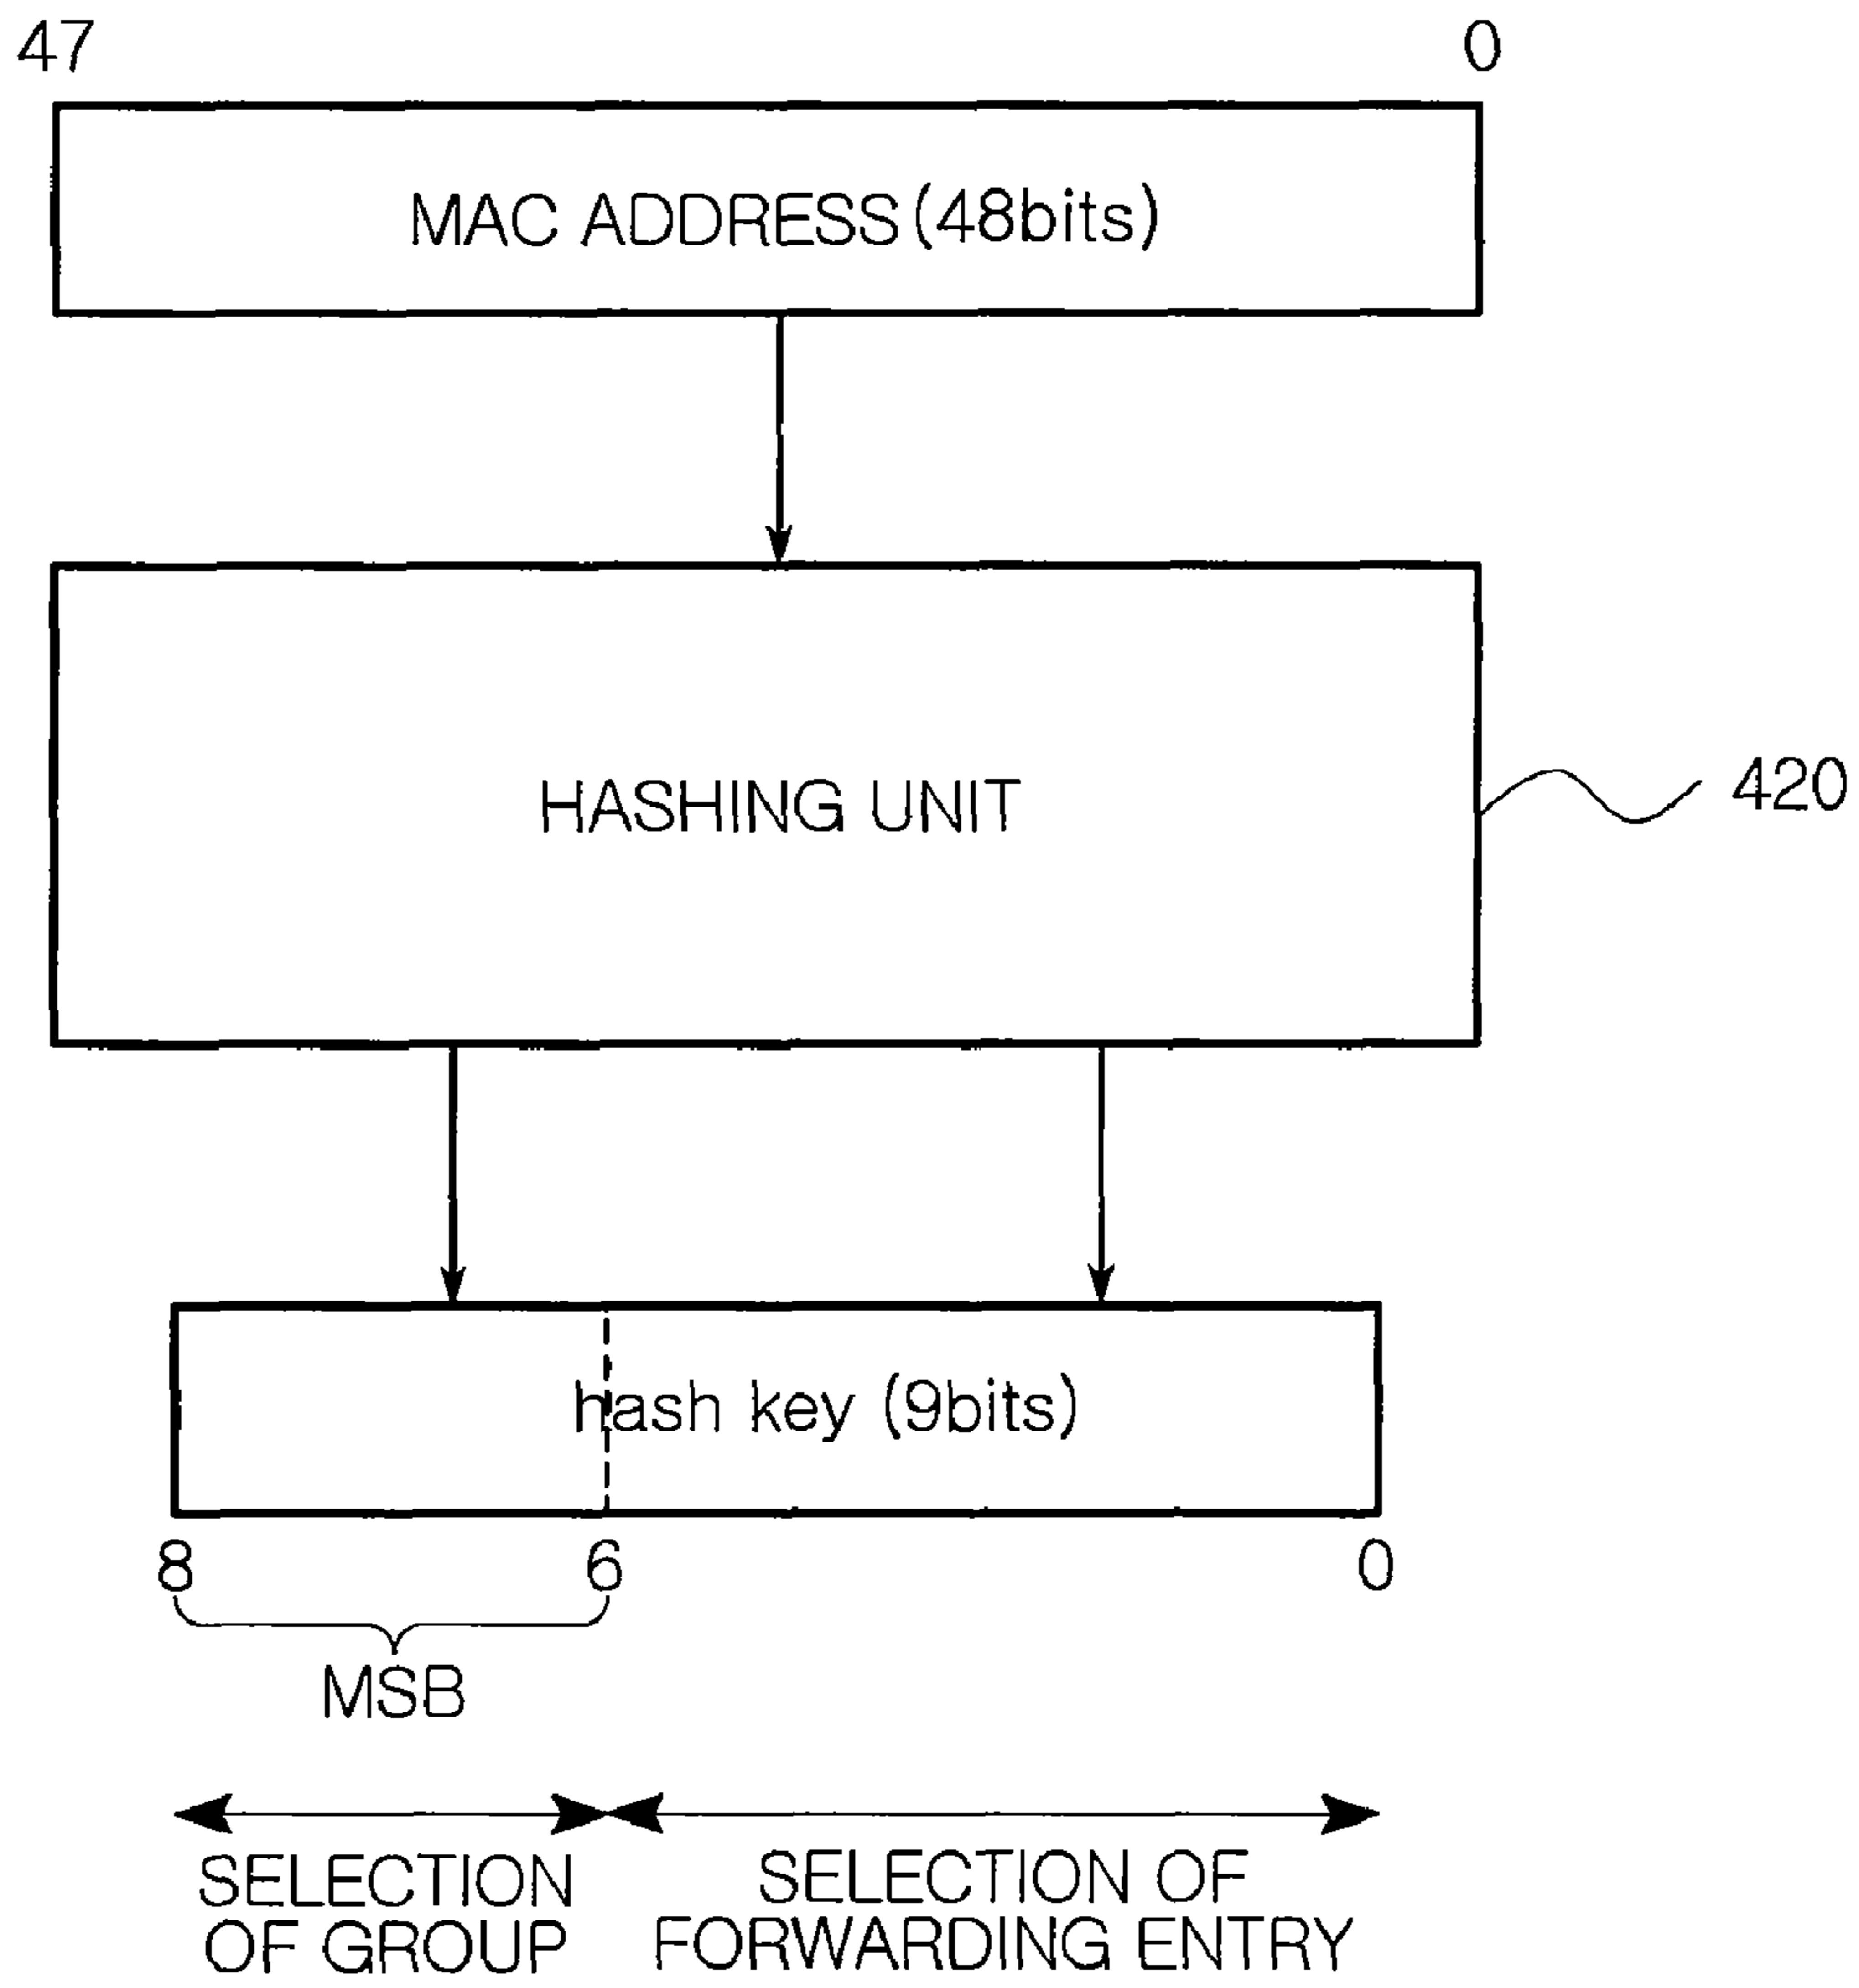 47 0
MAC ADDRESS (48bits)
HASHING UNIT
420
hash key (9bits)
8 6 0
MSB
SELECTION OF GROUP
SELECTION OF FORWARDING ENTRY